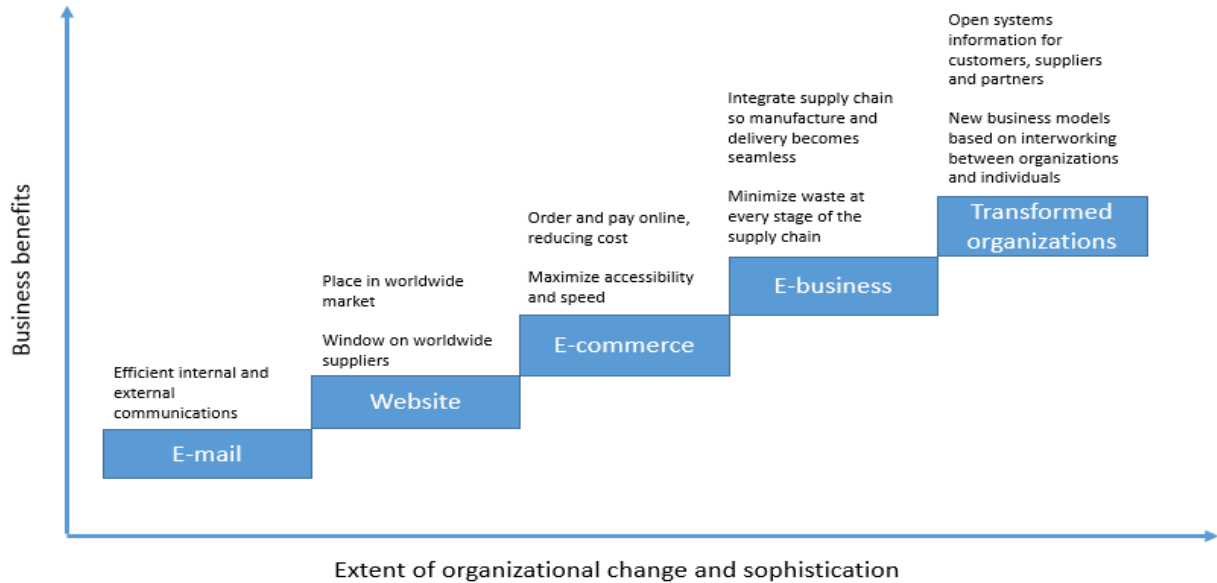 Business benefits
Efficient internal and
external
communications
E-mail
Place in worldwide
market
Window on worldwide
suppliers
Website
Order and pay online,
reducing cost
Maximize accessibility
and speed
E-commerce
Integrate supply chain
so manufacture and
delivery becomes
seamless
Minimize waste at
every stage of the
supply chain
E-business
Open systems
information for
customers, suppliers
and partners
New business models
based on interworking
between organizations
and individuals
Transformed
organizations
Extent of organizational change and sophistication